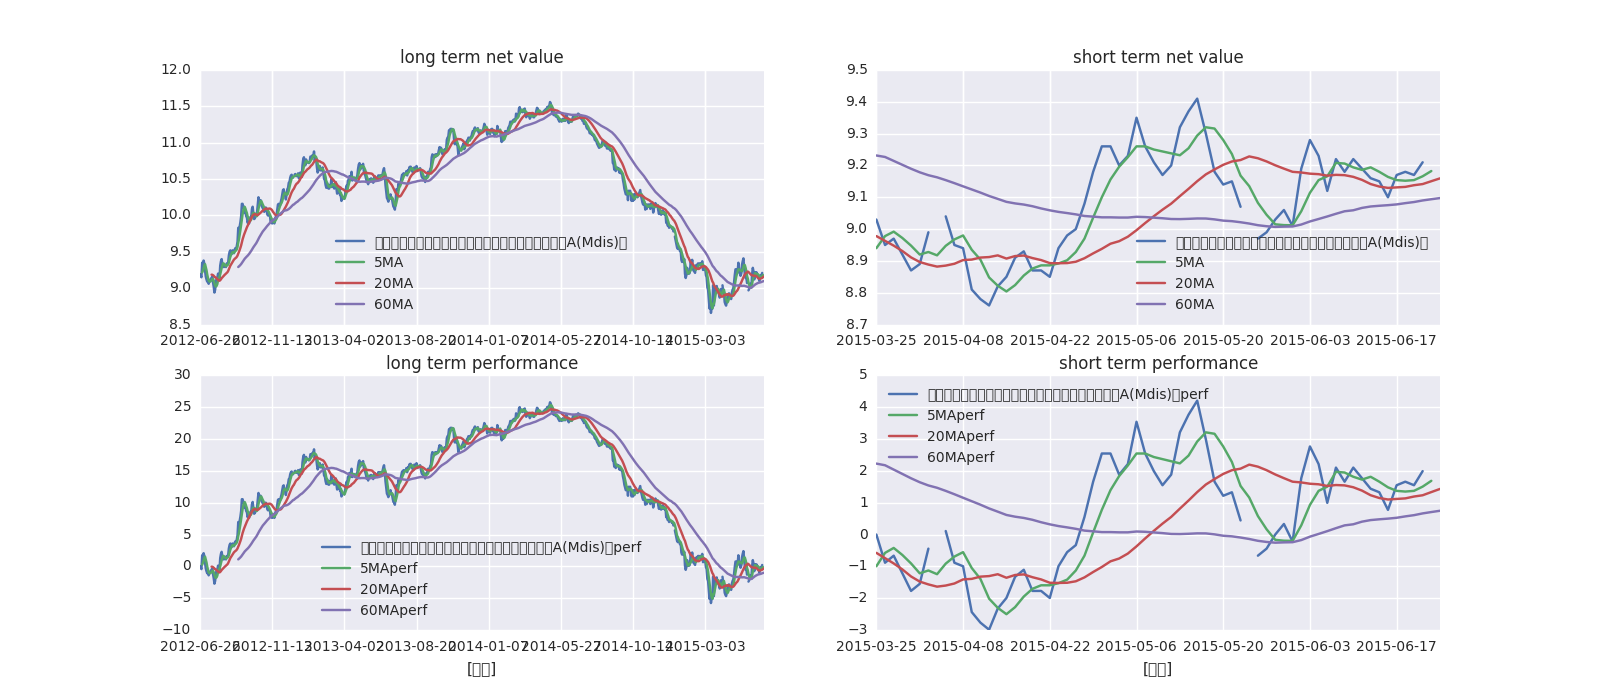 long term net value
short term net value
12.0
11.5
11.0
10.5
10.0
9.5
9.0
8.5
A(Mdis)
5MA
20MA
60MA
2012-06-26 2012-11-13 2013-04-02 2013-08-20 2014-01-07 2014-05-27 2014-10-14 2015-03-03
9.5
9.4
9.3
9.2
9.1
9.0
8.9
8.8
8.7
A(Mdis)
5MA
20MA
60MA
2015-03-25 2015-04-08 2015-04-22 2015-05-06 2015-05-20 2015-06-03 2015-06-17
long term performance
short term performance
30
25
20
15
10
5
0
−5
−10
A(Mdis) perf
5MAperf
20MAperf
60MAperf
2012-06-26 2012-11-13 2013-04-02 2013-08-20 2014-01-07 2014-05-27 2014-10-14 2015-03-03
5
4
3
2
1
0
−1
−2
−3
A(Mdis) perf
5MAperf
20MAperf
60MAperf
2015-03-25 2015-04-08 2015-04-22 2015-05-06 2015-05-20 2015-06-03 2015-06-17